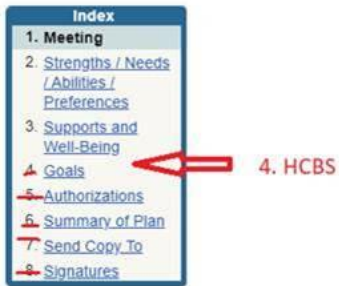 Index
1. Meeting
2. Strengths / Needs
/ Abilities /
Preferences
3. Supports and
Well-Being
4. Goals
4. HCBS
5. Authorizations
6. Summary of Plan
7. Send Copy To
8. Signatures